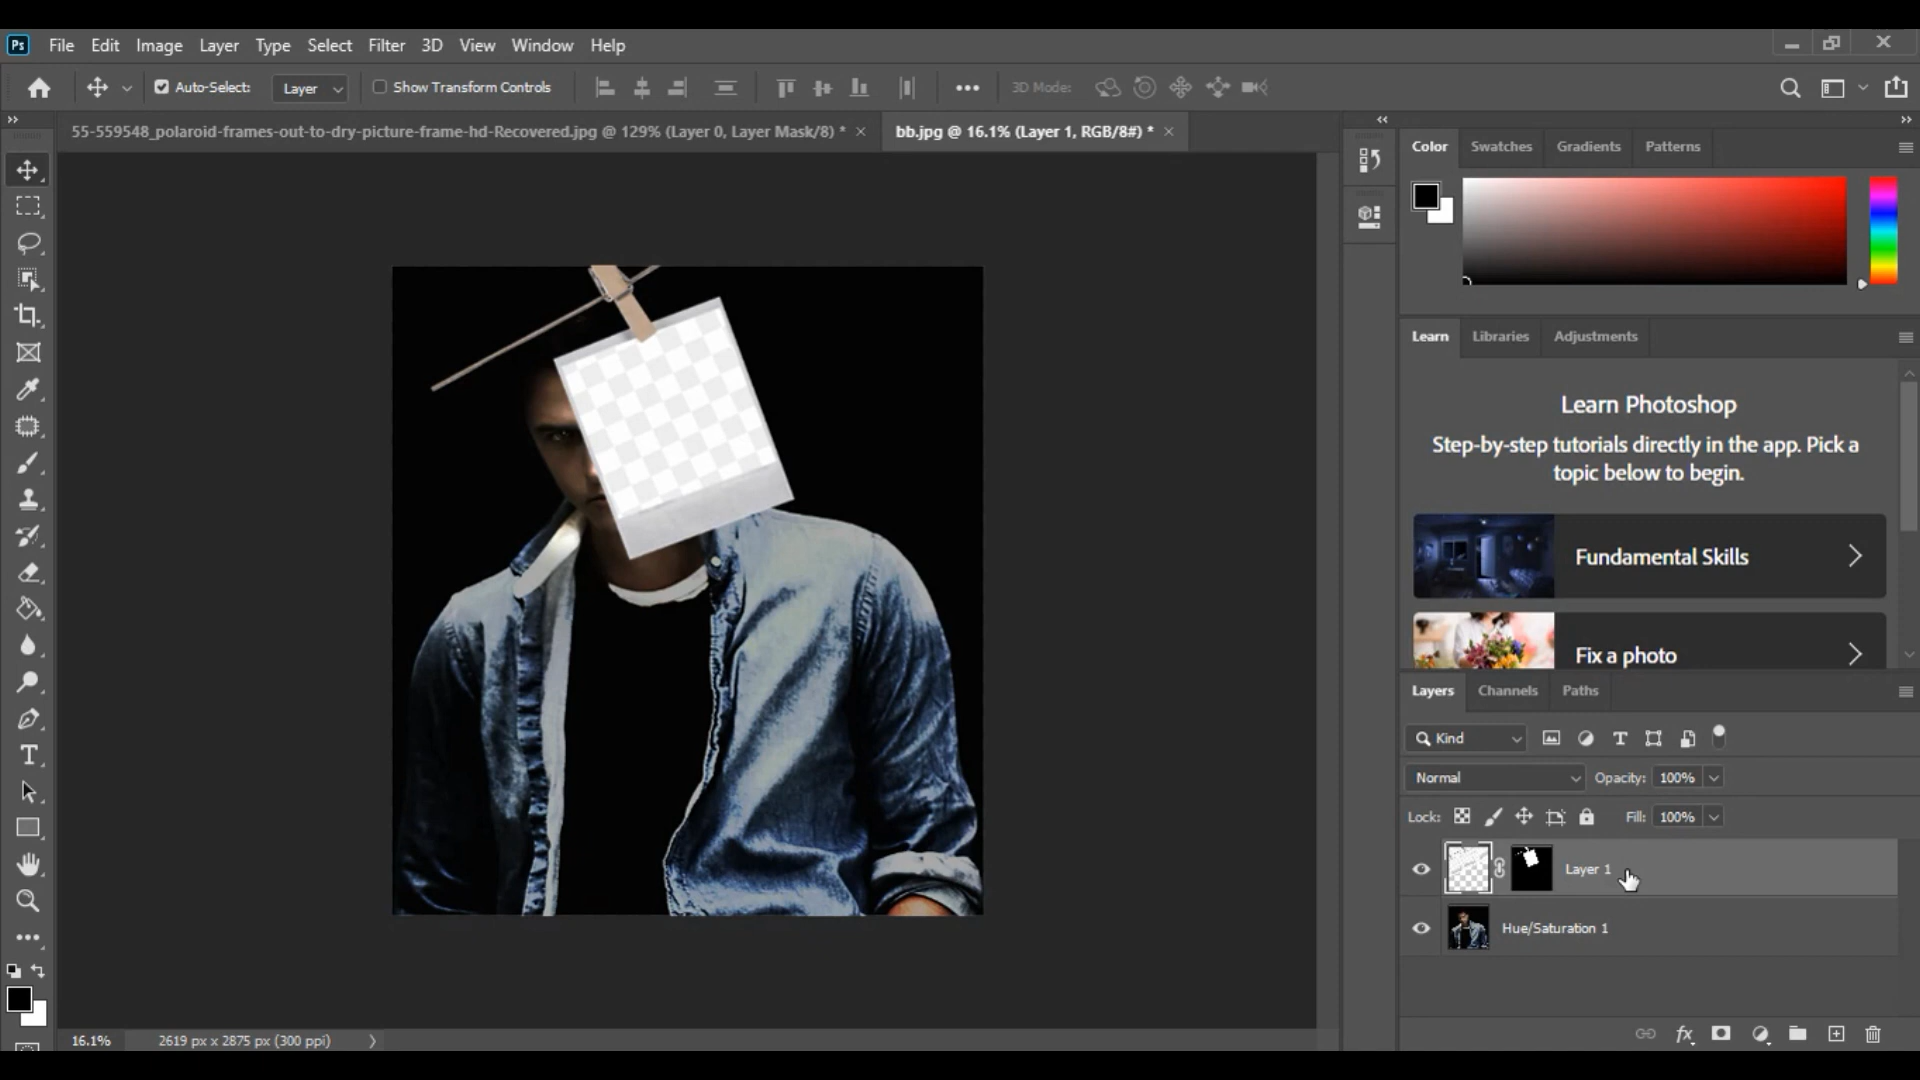 Ps File Edit Image Layer Type Select Filter 3D View Window Help
Auto-Select: Layer Show Transform Controls 3D Mode:
55-559548_polaroid-frames-out-to-dry-picture-frame-hd-Recovered.jpg @ 129% (Layer 0, Layer Mask/8) * bb.jpg @ 16.1% (Layer 1, RGB/8#) *
Color Swatches Gradients Patterns
Learn Libraries Adjustments
Learn Photoshop
Step-by-step tutorials directly in the app. Pick a
topic below to begin.
Fundamental Skills
Fix a photo
Layers Channels Paths
Kind
Normal Opacity: 100%
Lock: Fill: 100%
Layer 1
Hue/Saturation 1
16.1% 2619 px x 2875 px (300 ppi)